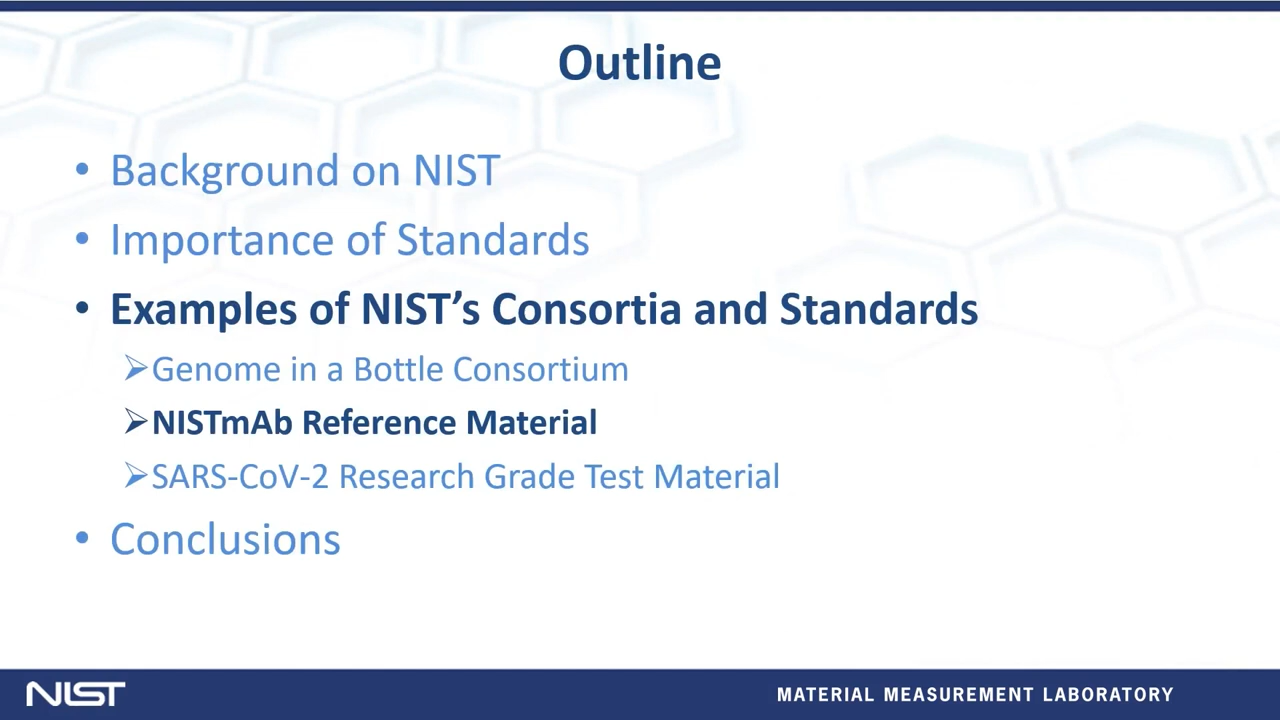 Outline
• Background on NIST
• Importance of Standards
• Examples of NIST’s Consortia and Standards
➢Genome in a Bottle Consortium
➢NISTmAb Reference Material
➢SARS-CoV-2 Research Grade Test Material
• Conclusions
NIST
MATERIAL MEASUREMENT LABORATORY